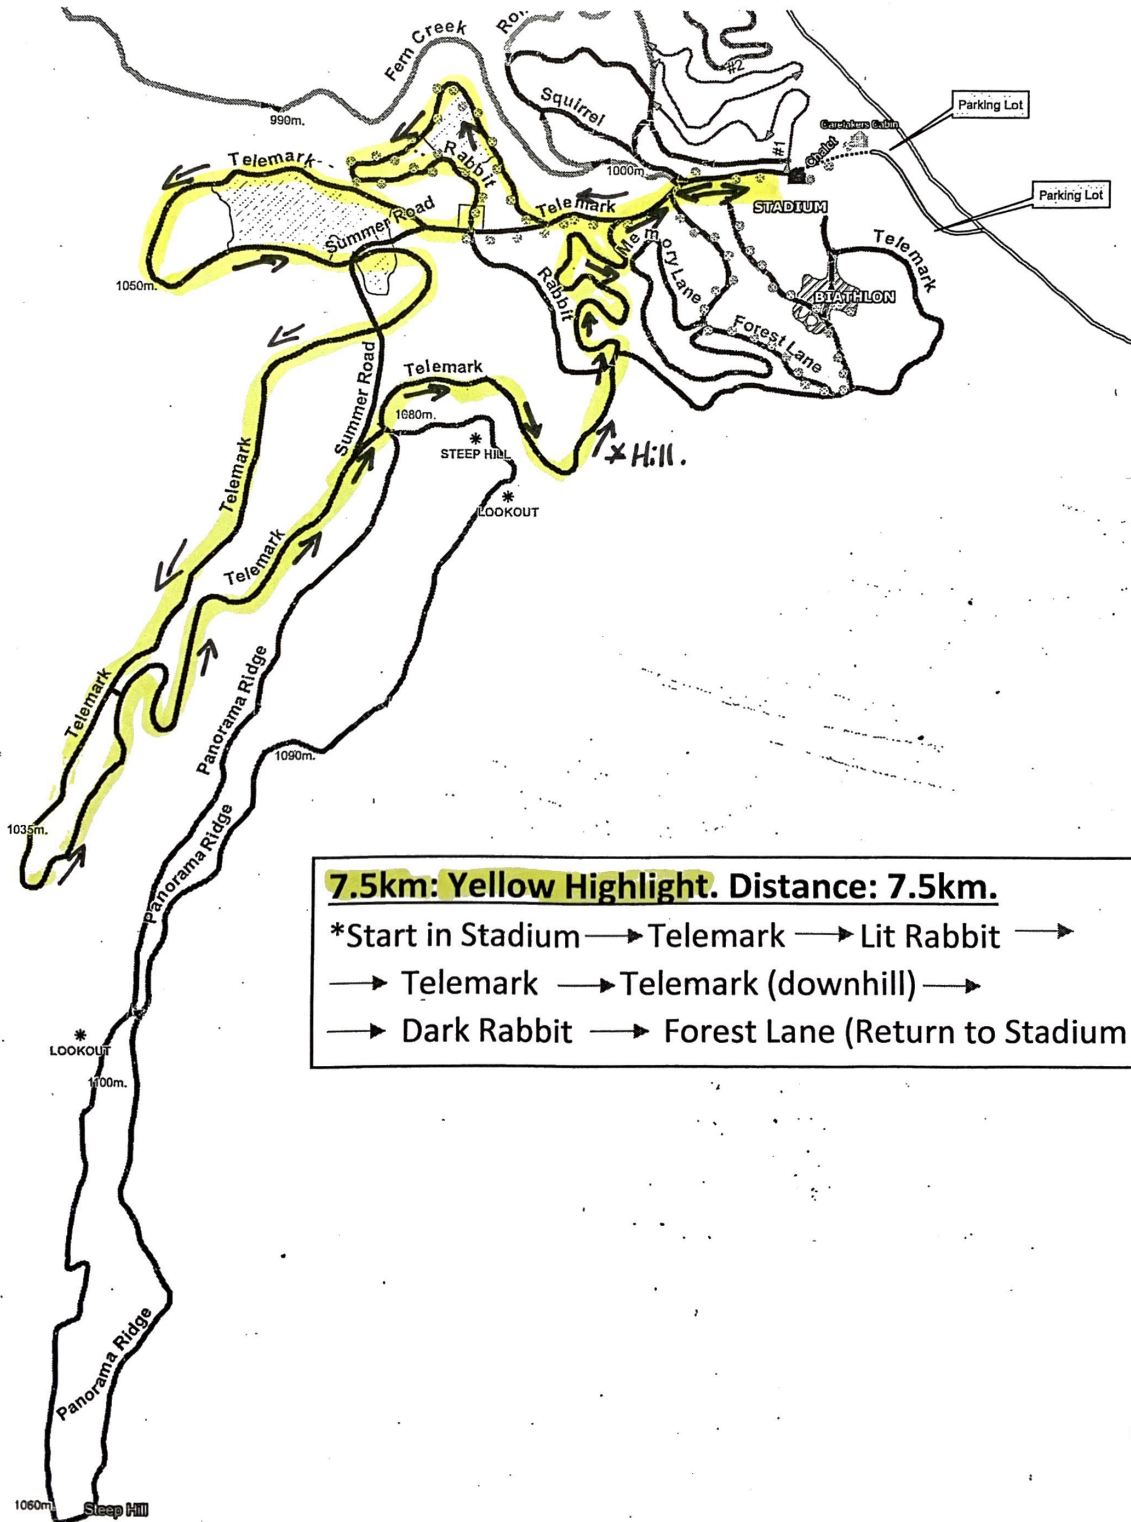 Fern Creek
#2
Squirrel
Parking Lot
Caretakers Cabin
990m.
#1
Chalet
Telemark
Rabbit
1000m.
Parking Lot
Telemark
STADIUM
Summer Road
Memory Lane
Telemark
1050m.
Rabbit
BIATHLON
Forest Lane
Summer Road
Telemark
1080m.
STEEP HILL
* Hill.
LOOKOUT
Telemark
Telemark
Telemark
Panorama Ridge
1090m.
1035m.
Panorama Ridge
Panorama Ridge
7.5km: Yellow Highlight. Distance: 7.5km.
*Start in Stadium → Telemark → Lit Rabbit →
→ Telemark → Telemark (downhill) →
→ Dark Rabbit → Forest Lane (Return to Stadium
LOOKOUT
1100m.
Panorama Ridge
1060m.
Steep Hill